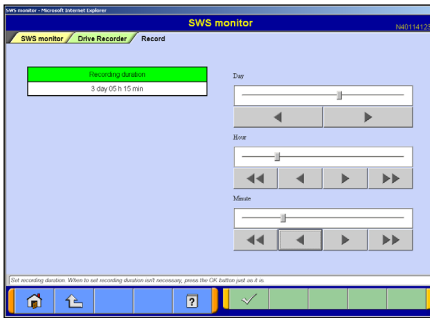 SWS monitor - Microsoft Internet Explorer
SWS monitor
N40114125
SWS monitor Drive Recorder Record
Recording duration
3 day 05 h 15 min
Day
Hour
Minute
Set recording duration. When to set recording duration isn't necessary, press the OK button just as it is.
?